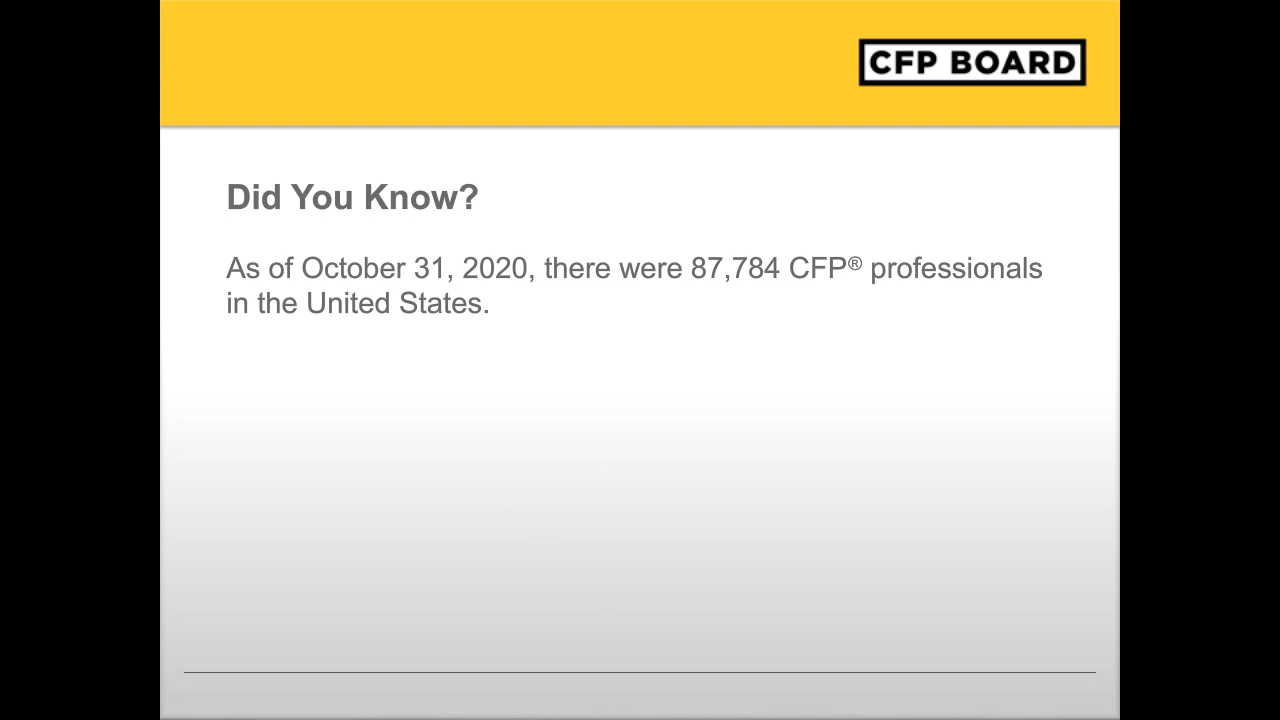 CFP BOARD
Did You Know?
As of October 31, 2020, there were 87,784 CFP® professionals
in the United States.